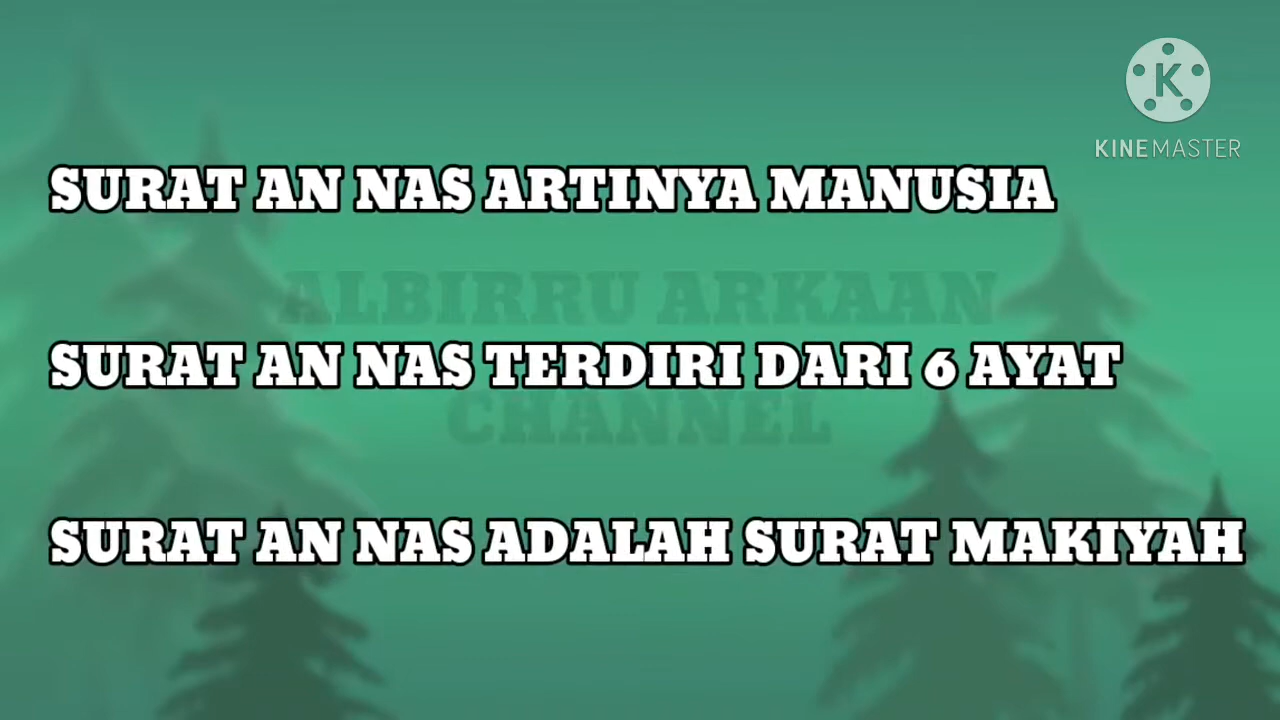 KINEMASTER
SURAT AN NAS ARTINYA MANUSIA
ALBIRRU ARKAAN
SURAT AN NAS TERDIRI DARI 6 AYAT
CHANNEL
SURAT AN NAS ADALAH SURAT MAKIYAH